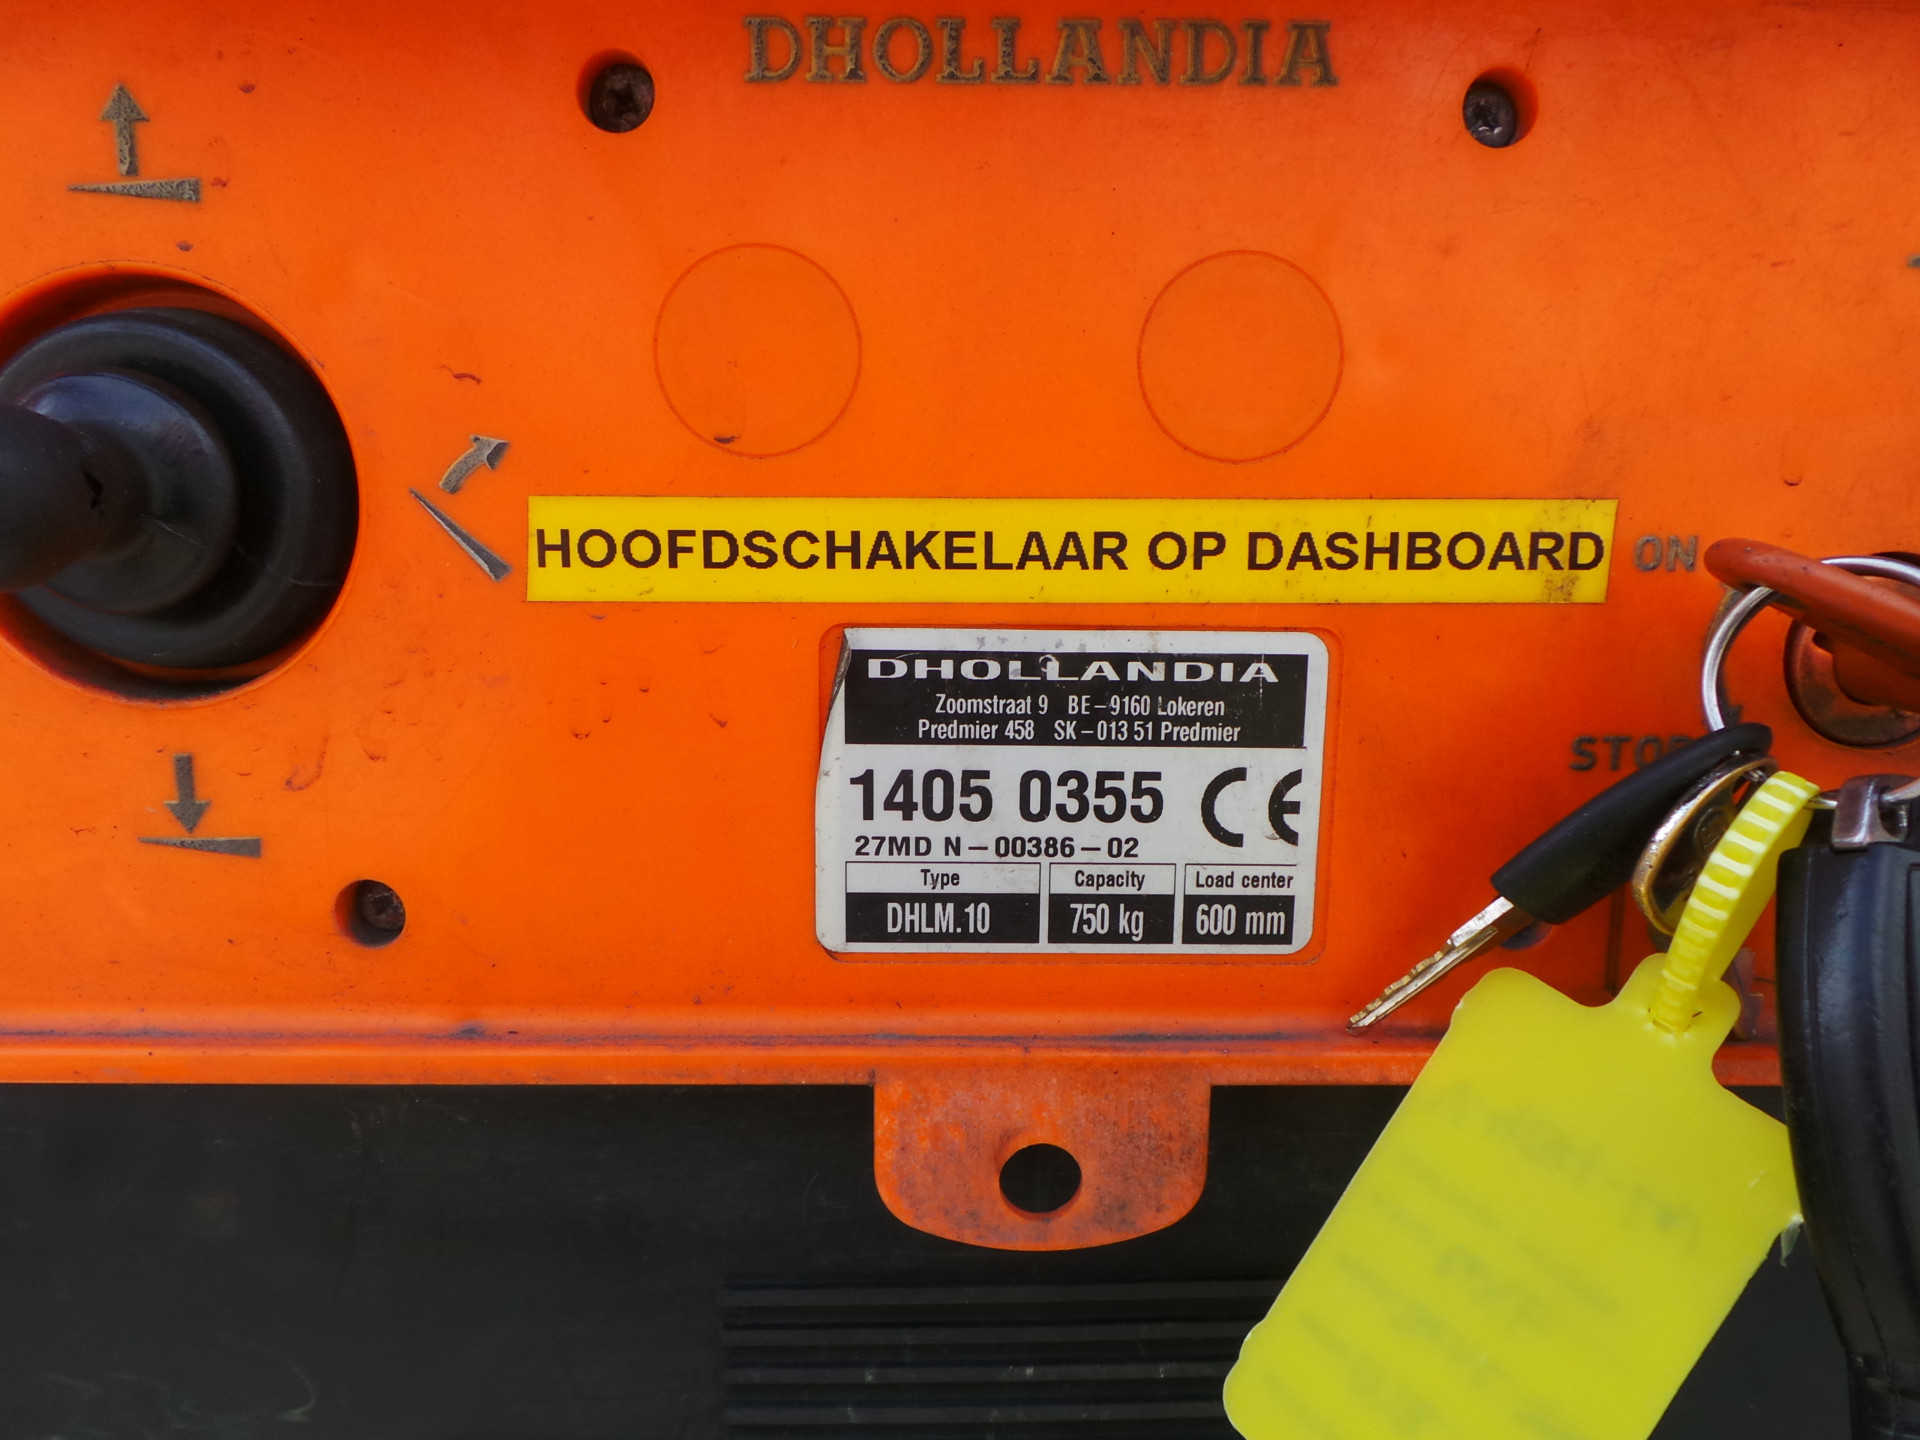 DHOLLANDIA
HOOFDSCHAKELAAR OP DASHBOARD
ON
STOP
DHOLLANDIA
Zoomstraat 9 BE-9160 Lokeren
Predmier 458 SK-013 51 Predmier
1405 0355 CE
27MD N-00386-02
Type Capacity Load center
DHLM.10 750 kg 600 mm